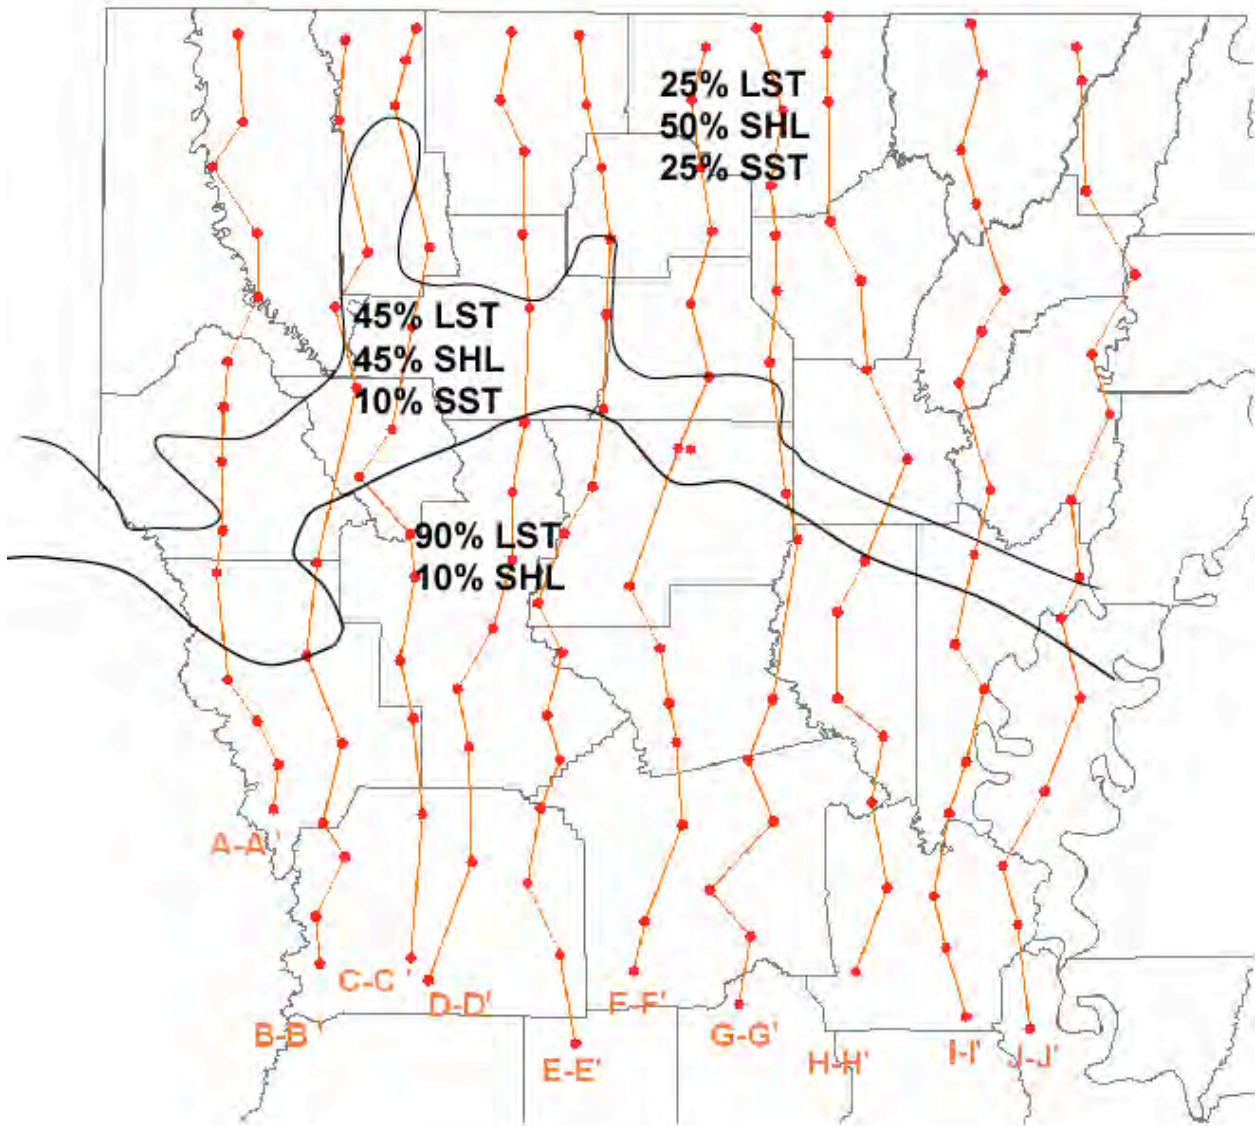 25% LST
50% SHL
25% SST
45% LST
45% SHL
10% SST
90% LST
10% SHL
A-A'
C-C'
D-D'
F-F'
G-G'
B-B'
E-E'
H-H'
I-I'
J-J'